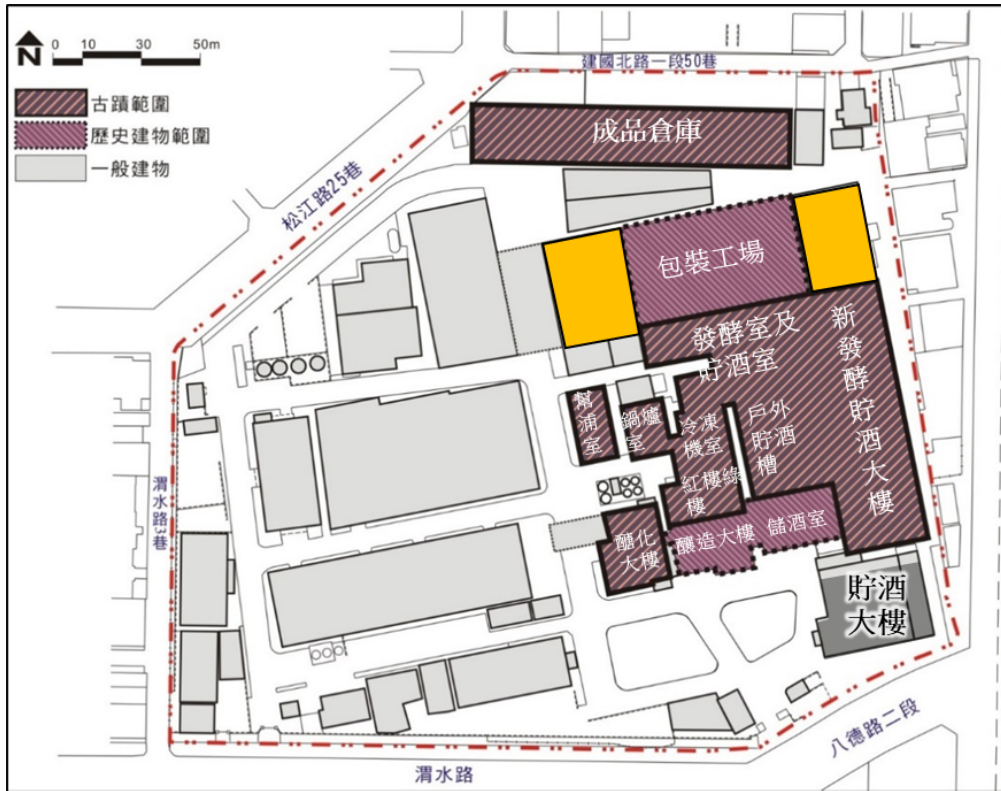 N
0 10 30 50m
古蹟範圍
歷史建物範圍
一般建物
建國北路一段50巷
松江路25巷
成品倉庫
包裝工場
發酵室及
貯酒室
新發酵貯酒大樓
幫浦室
鍋爐室
冷凍
機室
戶外
貯酒
槽
紅樓綠
樓
醣化
大樓
釀造大樓
儲酒室
貯酒
大樓
渭水路3巷
渭水路
八德路二段